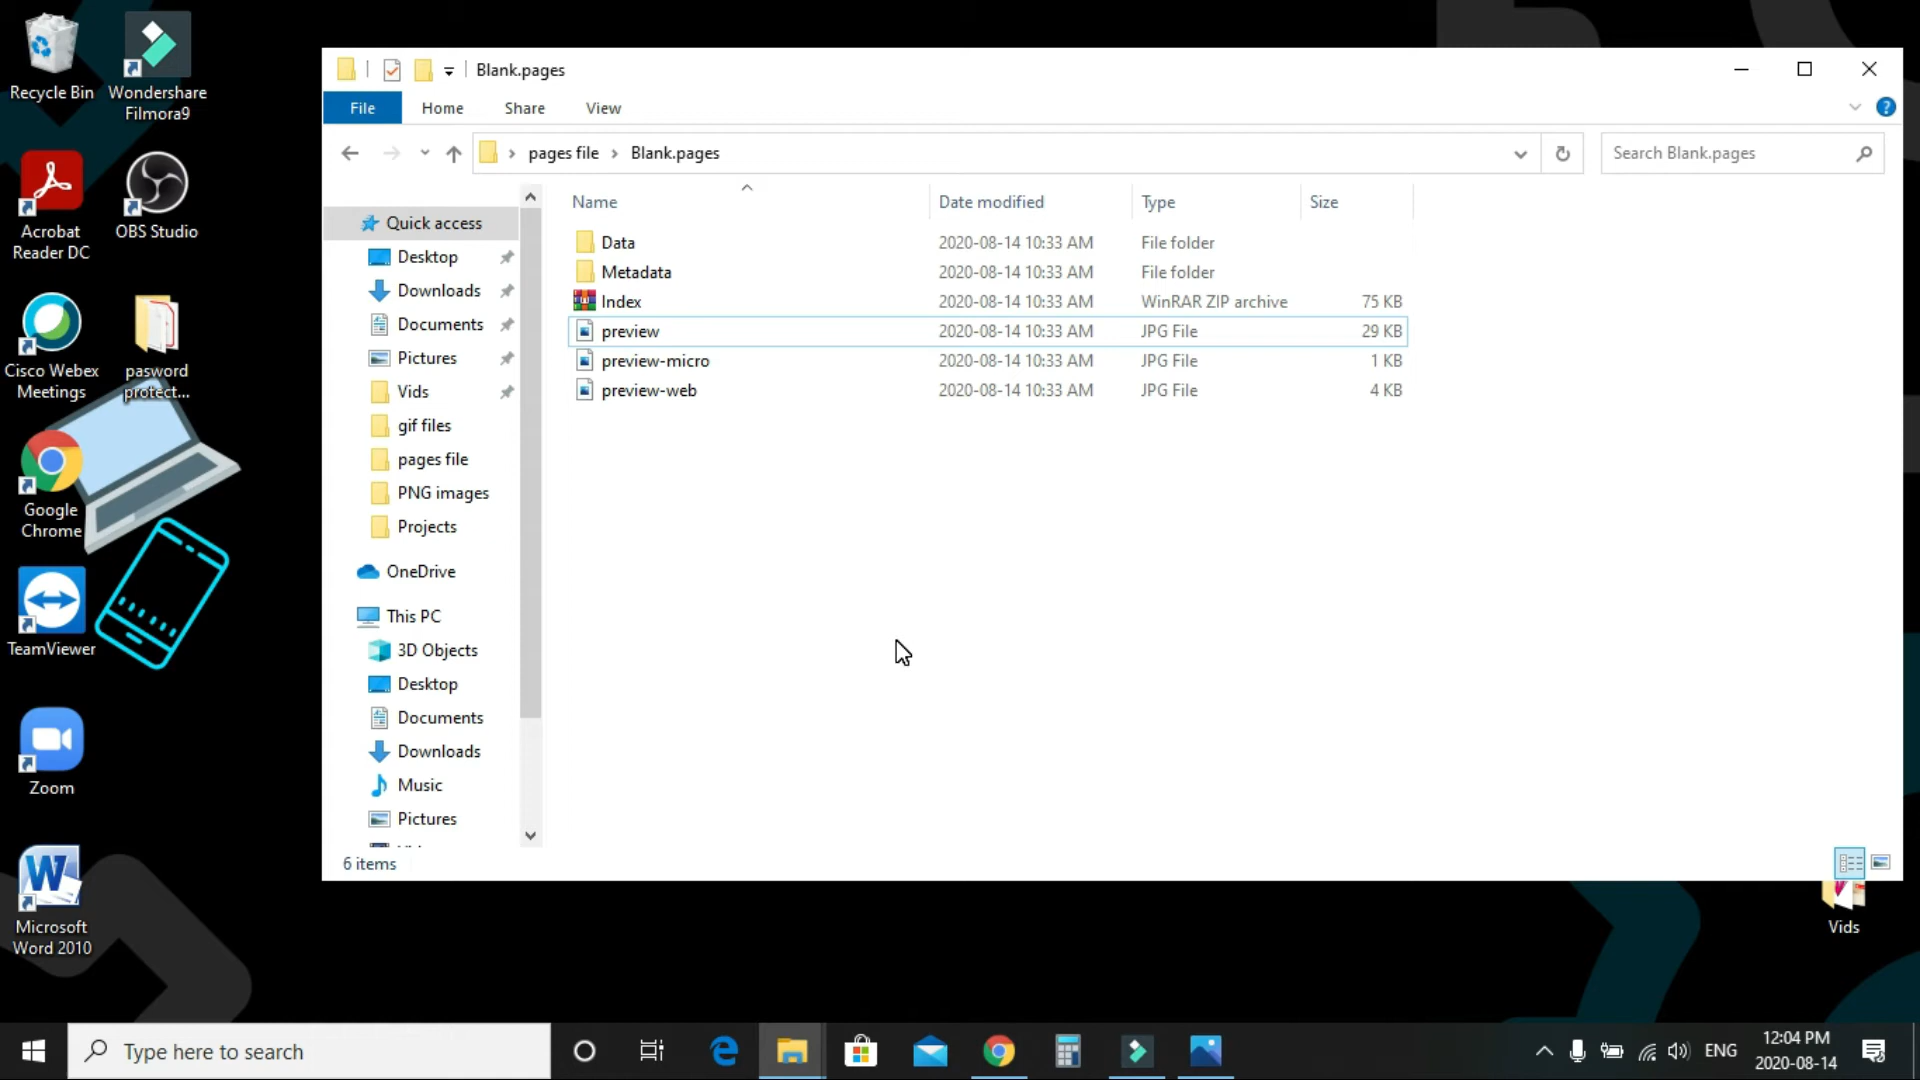 Recycle Bin
Wondershare
Filmora9
Acrobat
Reader DC
OBS Studio
Cisco Webex
Meetings
pasword
protect...
Google
Chrome
TeamViewer
Zoom
Microsoft
Word 2010
Blank.pages
File Home Share View
pages file Blank.pages
Search Blank.pages
Name Date modified Type Size
Data 2020-08-14 10:33 AM File folder
Metadata 2020-08-14 10:33 AM File folder
Index 2020-08-14 10:33 AM WinRAR ZIP archive 75 KB
preview 2020-08-14 10:33 AM JPG File 29 KB
preview-micro 2020-08-14 10:33 AM JPG File 1 KB
preview-web 2020-08-14 10:33 AM JPG File 4 KB
Quick access
Desktop
Downloads
Documents
Pictures
Vids
gif files
pages file
PNG images
Projects
OneDrive
This PC
3D Objects
Desktop
Documents
Downloads
Music
Pictures
6 items
Vids
Type here to search
ENG
12:04 PM
2020-08-14